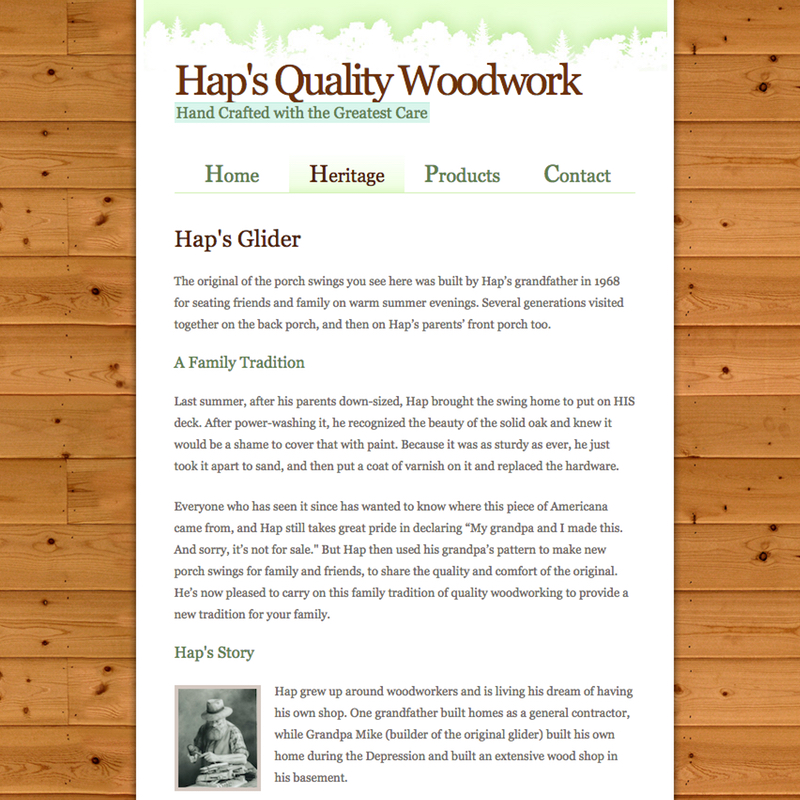 Hap's Quality Woodwork
Hand Crafted with the Greatest Care
Home Heritage Products Contact
Hap's Glider
The original of the porch swings you see here was built by Hap’s grandfather in 1968
for seating friends and family on warm summer evenings. Several generations visited
together on the back porch, and then on Hap’s parents’ front porch too.
A Family Tradition
Last summer, after his parents down-sized, Hap brought the swing home to put on HIS
deck. After power-washing it, he recognized the beauty of the solid oak and knew it
would be a shame to cover that with paint. Because it was as sturdy as ever, he just
took it apart to sand, and then put a coat of varnish on it and replaced the hardware.
Everyone who has seen it since has wanted to know where this piece of Americana
came from, and Hap still takes great pride in declaring “My grandpa and I made this.
And sorry, it’s not for sale." But Hap then used his grandpa’s pattern to make new
porch swings for family and friends, to share the quality and comfort of the original.
He’s now pleased to carry on this family tradition of quality woodworking to provide a
new tradition for your family.
Hap's Story
Hap grew up around woodworkers and is living his dream of having
his own shop. One grandfather built homes as a general contractor,
while Grandpa Mike (builder of the original glider) built his own
home during the Depression and built an extensive wood shop in
his basement.